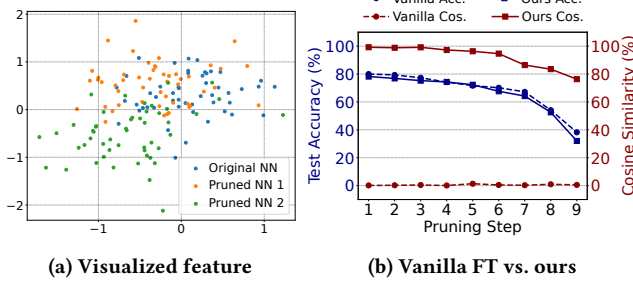 2
1
0
−1
−2
−1
0
1
Original NN
Pruned NN 1
Pruned NN 2
(a) Visualized feature
Vanilla Acc.
Ours Acc.
Vanilla Cos.
Ours Cos.
Test Accuracy (%)
100
80
60
40
20
0
100
80
60
40
20
0
Cosine Similarity (%)
1 2 3 4 5 6 7 8 9
Pruning Step
(b) Vanilla FT vs. ours